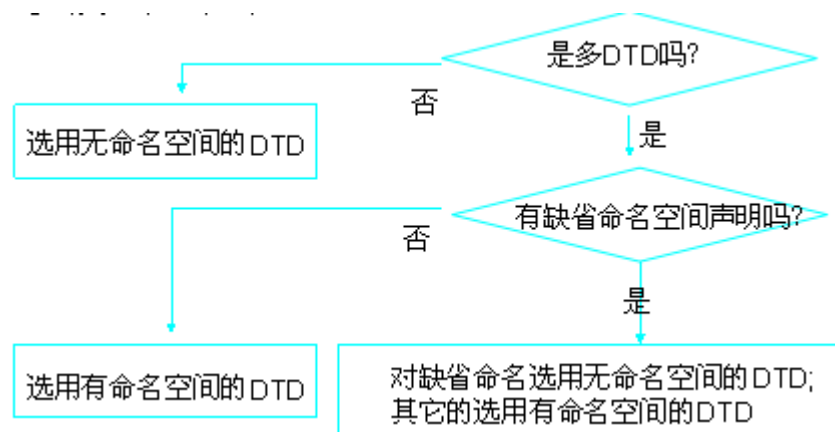 是多DTD吗?
否
选用无命名空间的DTD
是
有缺省命名空间声明吗?
否
是
选用有命名空间的DTD
对缺省命名选用无命名空间的DTD;
其它的选用有命名空间的DTD